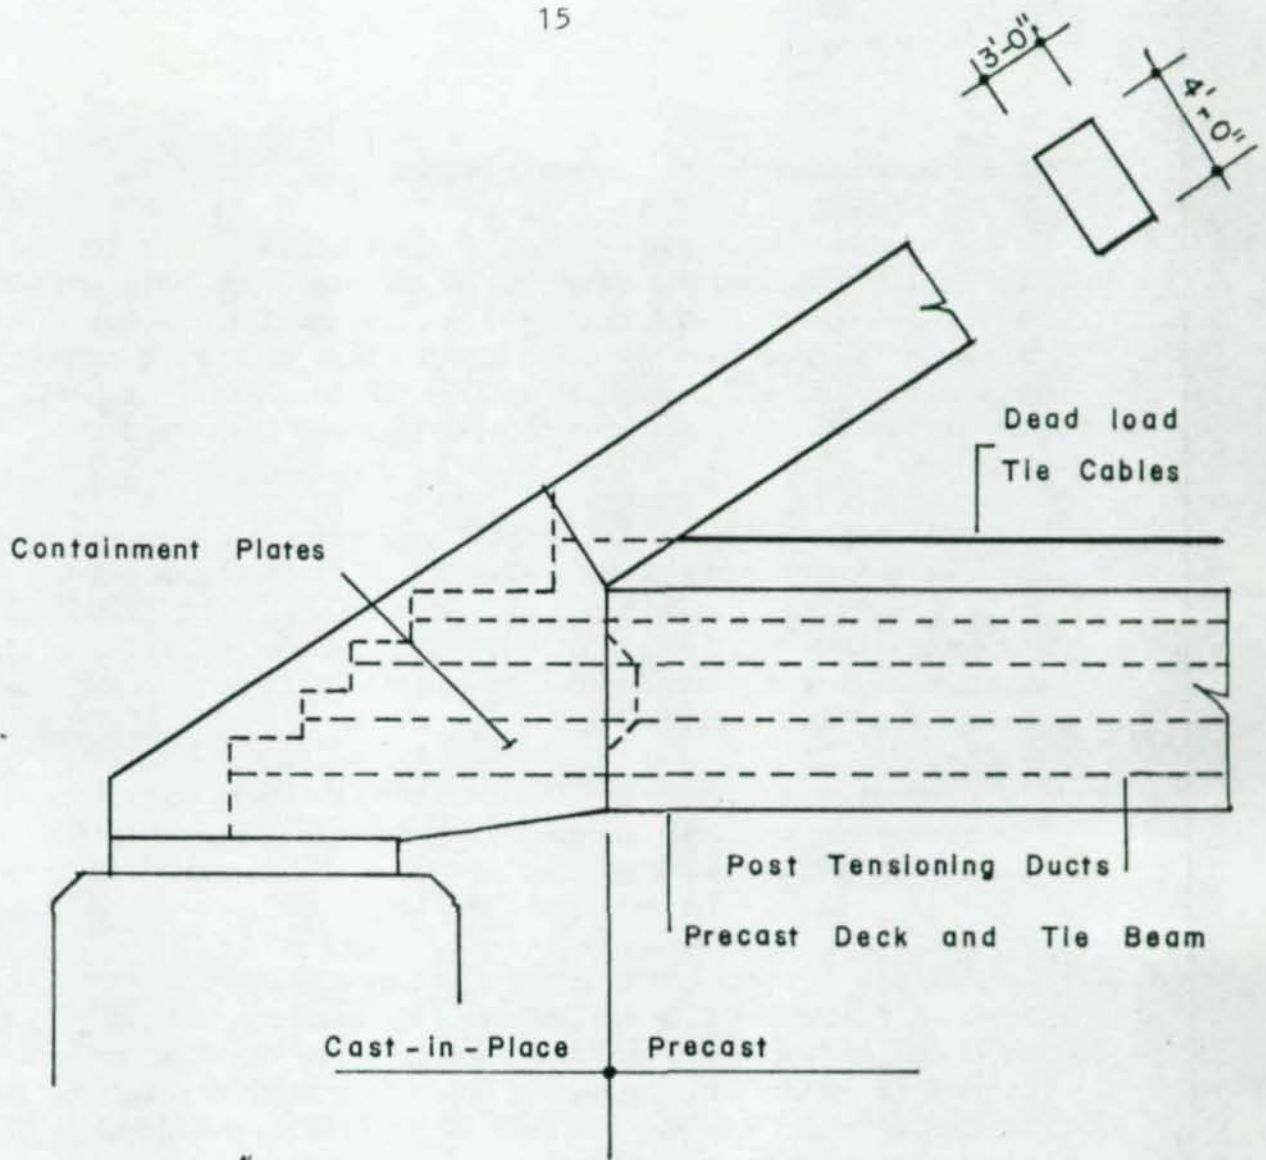 15
3'-0"
4'-0"
Dead load
Tie Cables
Containment Plates
Post Tensioning Ducts
Precast Deck and Tie Beam
Cast-in-Place
Precast